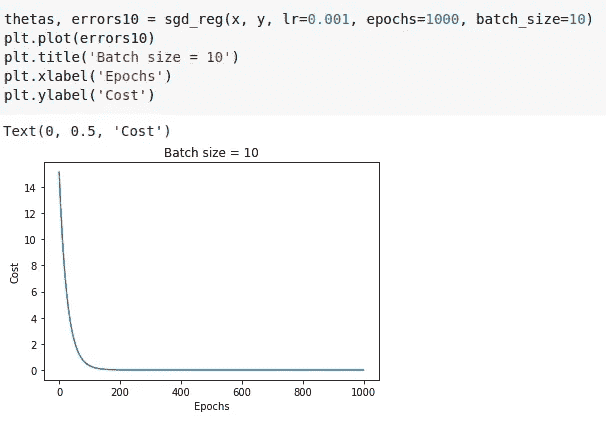 thetas, errors10 = sgd_reg(x, y, lr=0.001, epochs=1000, batch_size=10)
plt.plot(errors10)
plt.title('Batch size = 10')
plt.xlabel('Epochs')
plt.ylabel('Cost')
Text(0, 0.5, 'Cost')
Batch size = 10
14
12
10
8
6
4
2
0
Cost
0 200 400 600 800 1000
Epochs